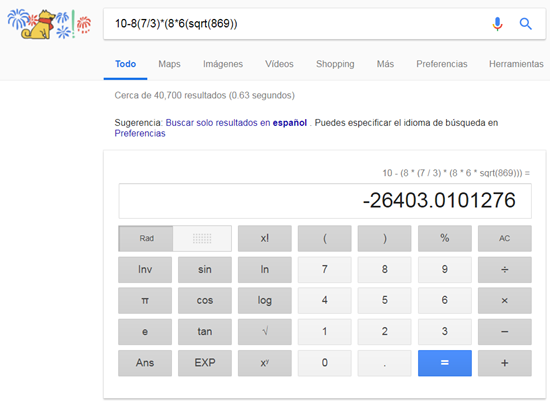 10-8(7/3)*(8*6(sqrt(869))
Todo Maps Imágenes Vídeos Shopping Más Preferencias Herramientas
Cerca de 40,700 resultados (0.63 segundos)
Sugerencia: Buscar solo resultados en español . Puedes especificar el idioma de búsqueda en
Preferencias
10 - (8 * (7 / 3) * (8 * 6 * sqrt(869))) =
-26403.0101276
Rad x! ( ) % AC
Inv sin ln 7 8 9 ÷
π cos log 4 5 6 ×
e tan √ 1 2 3 −
Ans EXP xʸ 0 . = +